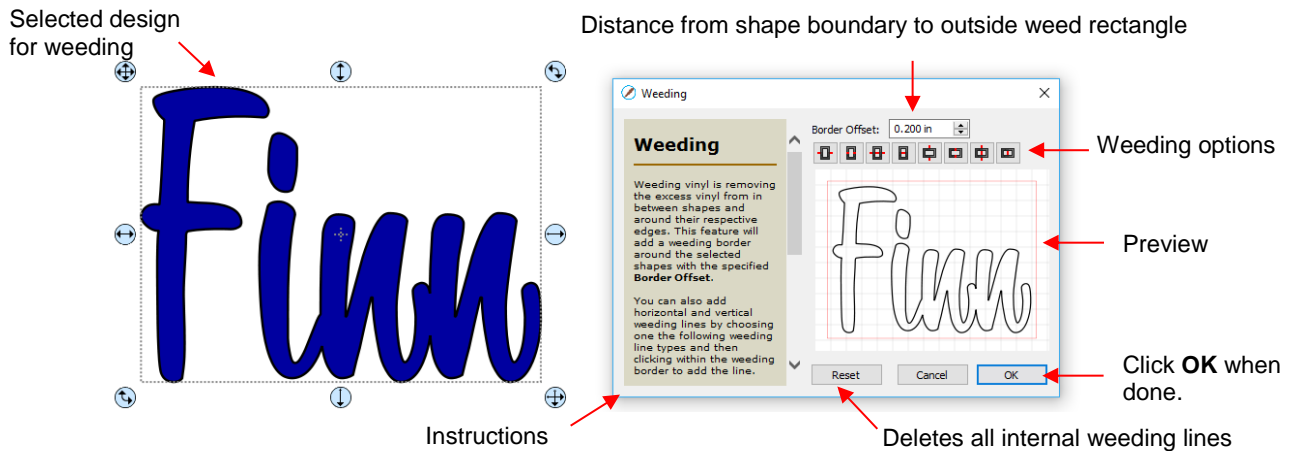 Selected design
for weeding
Distance from shape boundary to outside weed rectangle
Finn
Weeding
Weeding
Weeding vinyl is removing
the excess vinyl from in
between shapes and
around their respective
edges. This feature will
add a weeding border
around the selected
shapes with the specified
Border Offset.
You can also add
horizontal and vertical
weeding lines by choosing
one the following weeding
line types and then
clicking within the weeding
border to add the line.
Border Offset: 0.200 in
Weeding options
Finn
Preview
Reset Cancel OK
Click OK when
done.
Instructions
Deletes all internal weeding lines